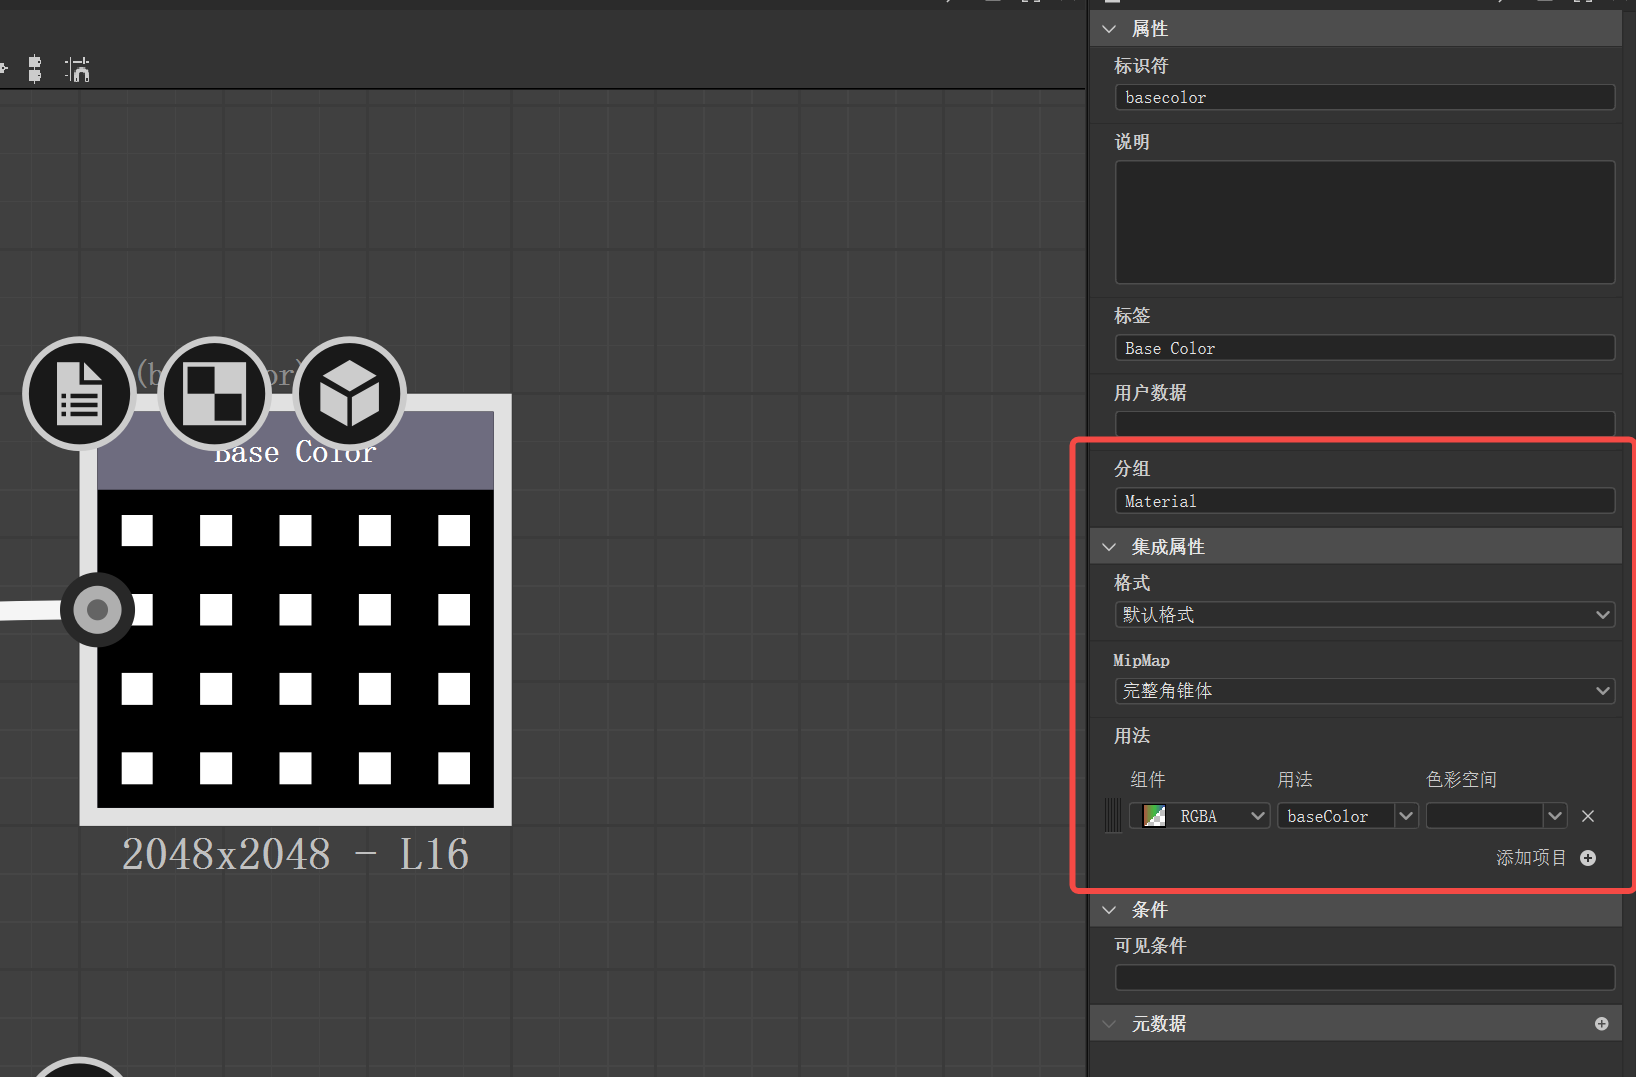 (b
or)
Base Color
2048x2048 - L16
属性
标识符
basecolor
说明
标签
Base Color
用户数据
分组
Material
集成属性
格式
默认格式
MipMap
完整角锥体
用法
组件 用法 色彩空间
RGBA baseColor
添加项目
条件
可见条件
元数据